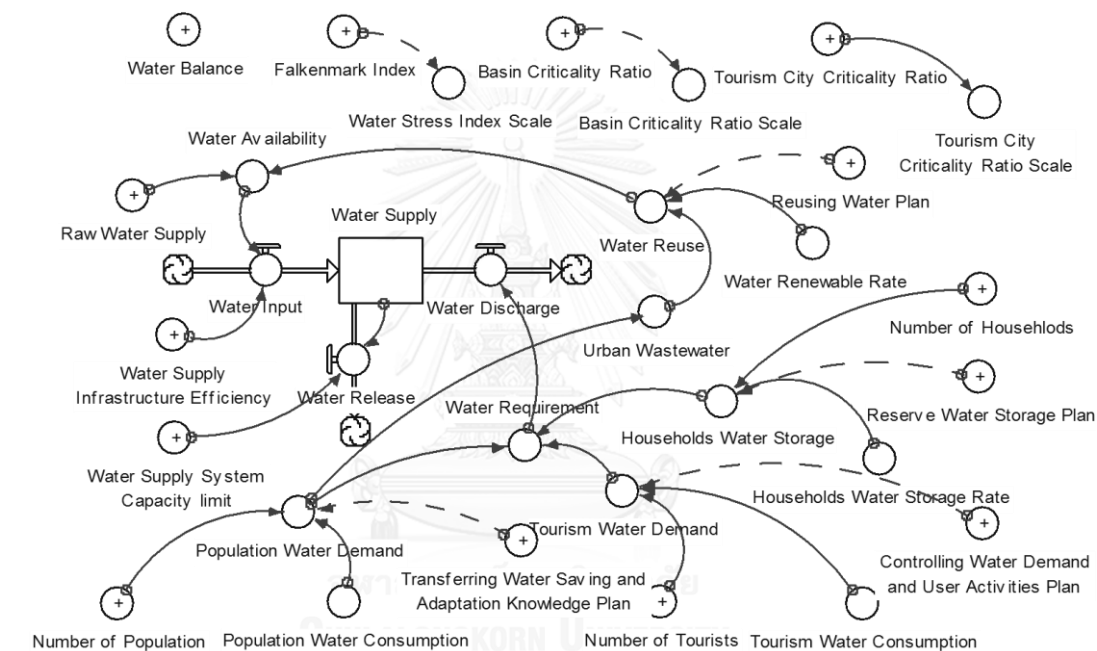 Water Balance
Falkenmark Index
Basin Criticality Ratio
Tourism City Criticality Ratio
Water Stress Index Scale
Basin Criticality Ratio Scale
Tourism City
Criticality Ratio Scale
Water Availability
Raw Water Supply
Water Supply
Reusing Water Plan
Water Reuse
Water Renewable Rate
Water Input
Water Discharge
Number of Househlods
Urban Wastewater
Water Supply
Infrastructure Efficiency
Water Release
Water Requirement
Reserve Water Storage Plan
Households Water Storage
Water Supply System
Capacity limit
Households Water Storage Rate
Population Water Demand
Tourism Water Demand
Controlling Water Demand
and User Activities Plan
Transferring Water Saving and
Adaptation Knowledge Plan
Number of Population
Population Water Consumption
Number of Tourists
Tourism Water Consumption